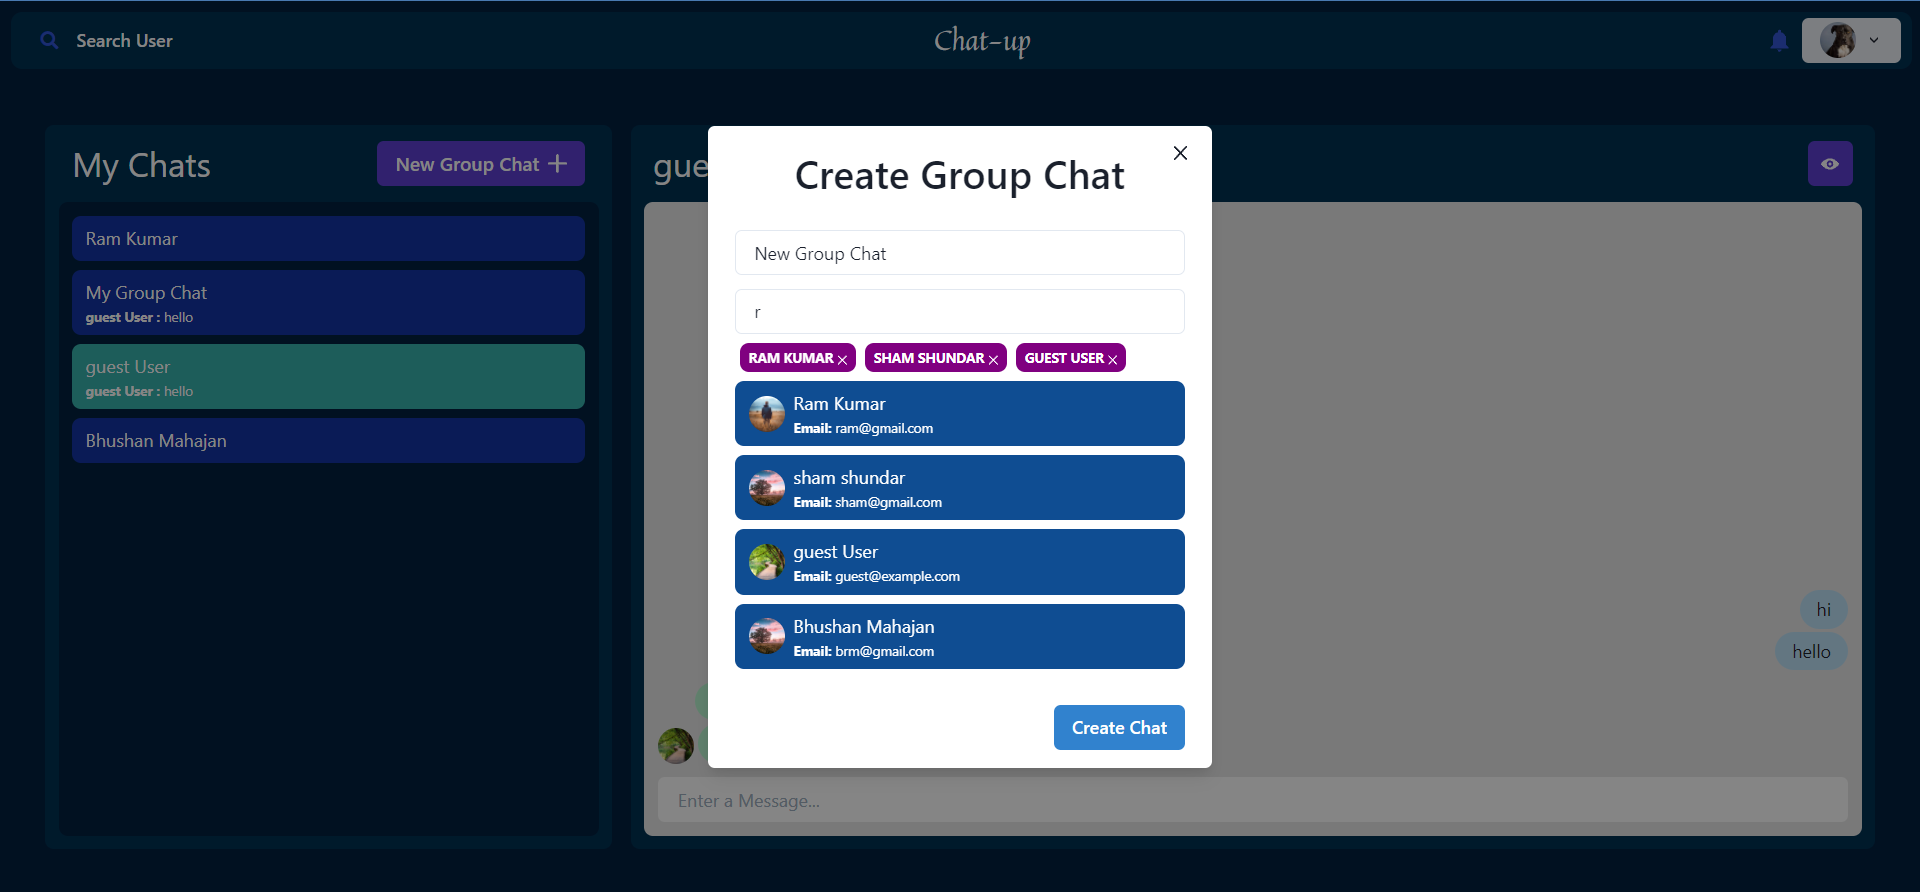 Search User
Chat-up
My Chats
New Group Chat
Ram Kumar
My Group Chat
guest User : hello
guest User
guest User : hello
Bhushan Mahajan
gue
Create Group Chat
New Group Chat
r
RAM KUMAR SHAM SHUNDAR GUEST USER
Ram Kumar
Email: ram@gmail.com
sham shundar
Email: sham@gmail.com
guest User
Email: guest@example.com
Bhushan Mahajan
Email: brm@gmail.com
Create Chat
hi
hello
Enter a Message...